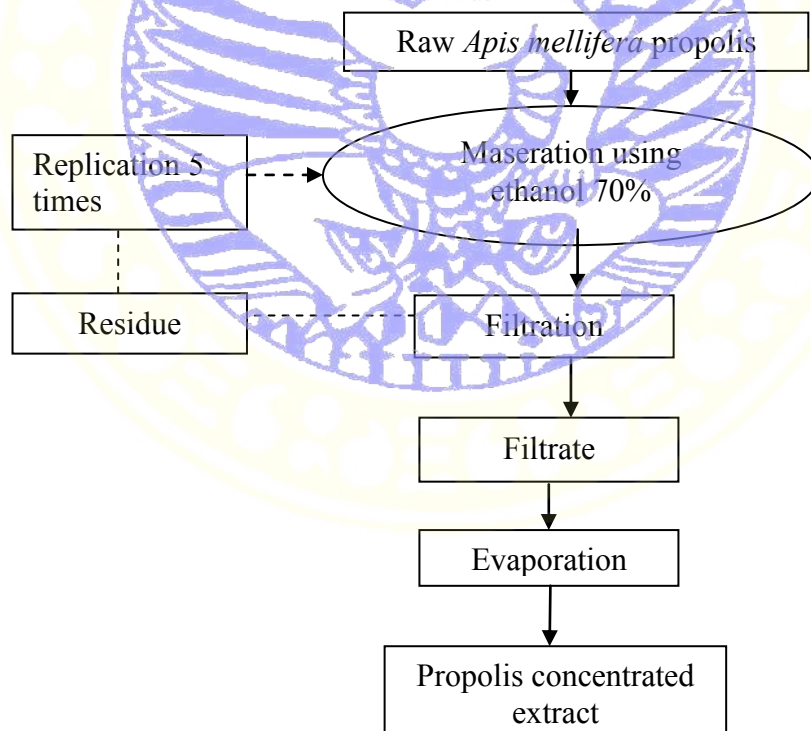 Raw Apis mellifera propolis
Maseration using
ethanol 70%
Replication 5
times
Residue
Filtration
Filtrate
Evaporation
Propolis concentrated
extract